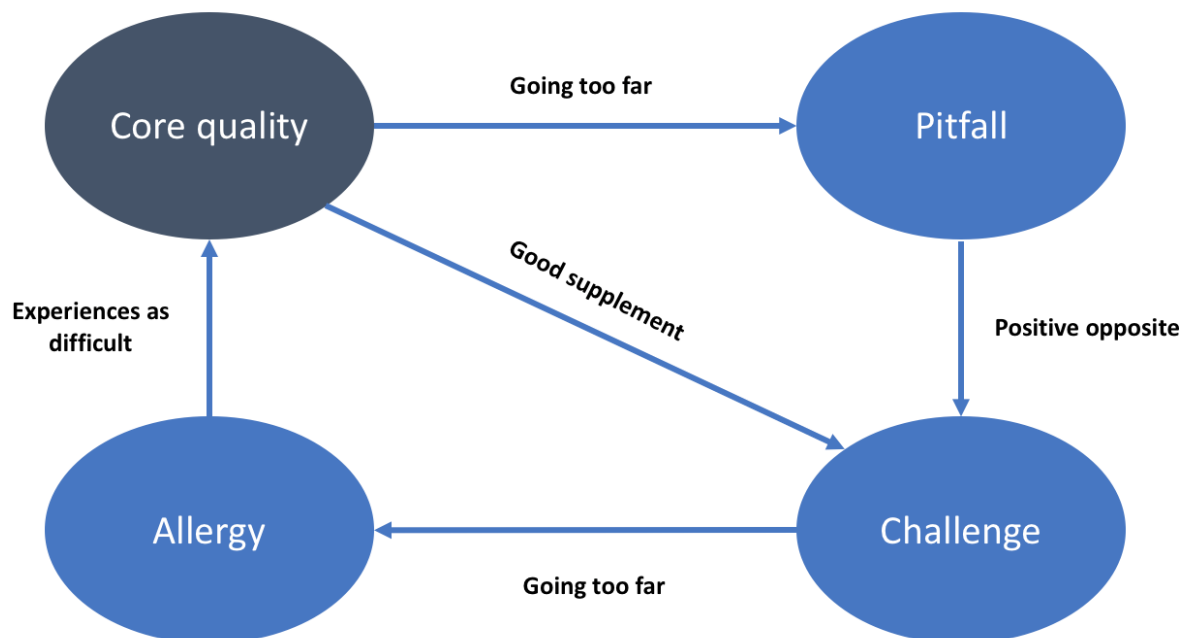 Going too far
Core quality
Pitfall
Good supplement
Experiences as
difficult
Positive opposite
Allergy
Challenge
Going too far